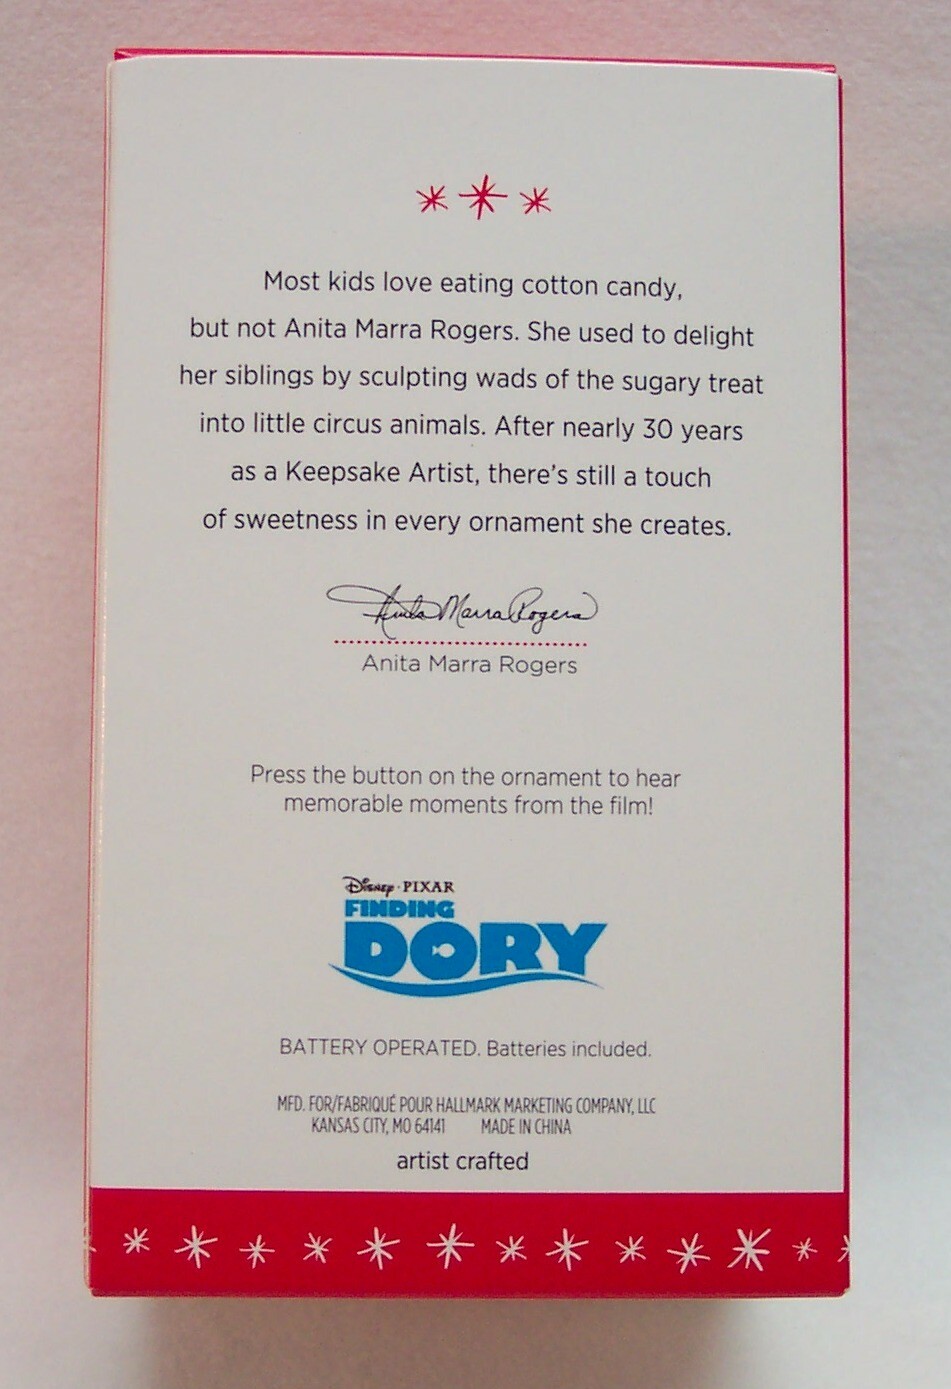 Most kids love eating cotton candy,
but not Anita Marra Rogers. She used to delight
her siblings by sculpting wads of the sugary treat
into little circus animals. After nearly 30 years
as a Keepsake Artist, there's still a touch
of sweetness in every ornament she creates.
Anita Marra Rogers
Anita Marra Rogers
Press the button on the ornament to hear
memorable moments from the film!
Disney · PIXAR
FINDING
DORY
BATTERY OPERATED. Batteries included.
MFD. FOR/FABRIQUÉ POUR HALLMARK MARKETING COMPANY, LLC
KANSAS CITY, MO 64141 MADE IN CHINA
artist crafted